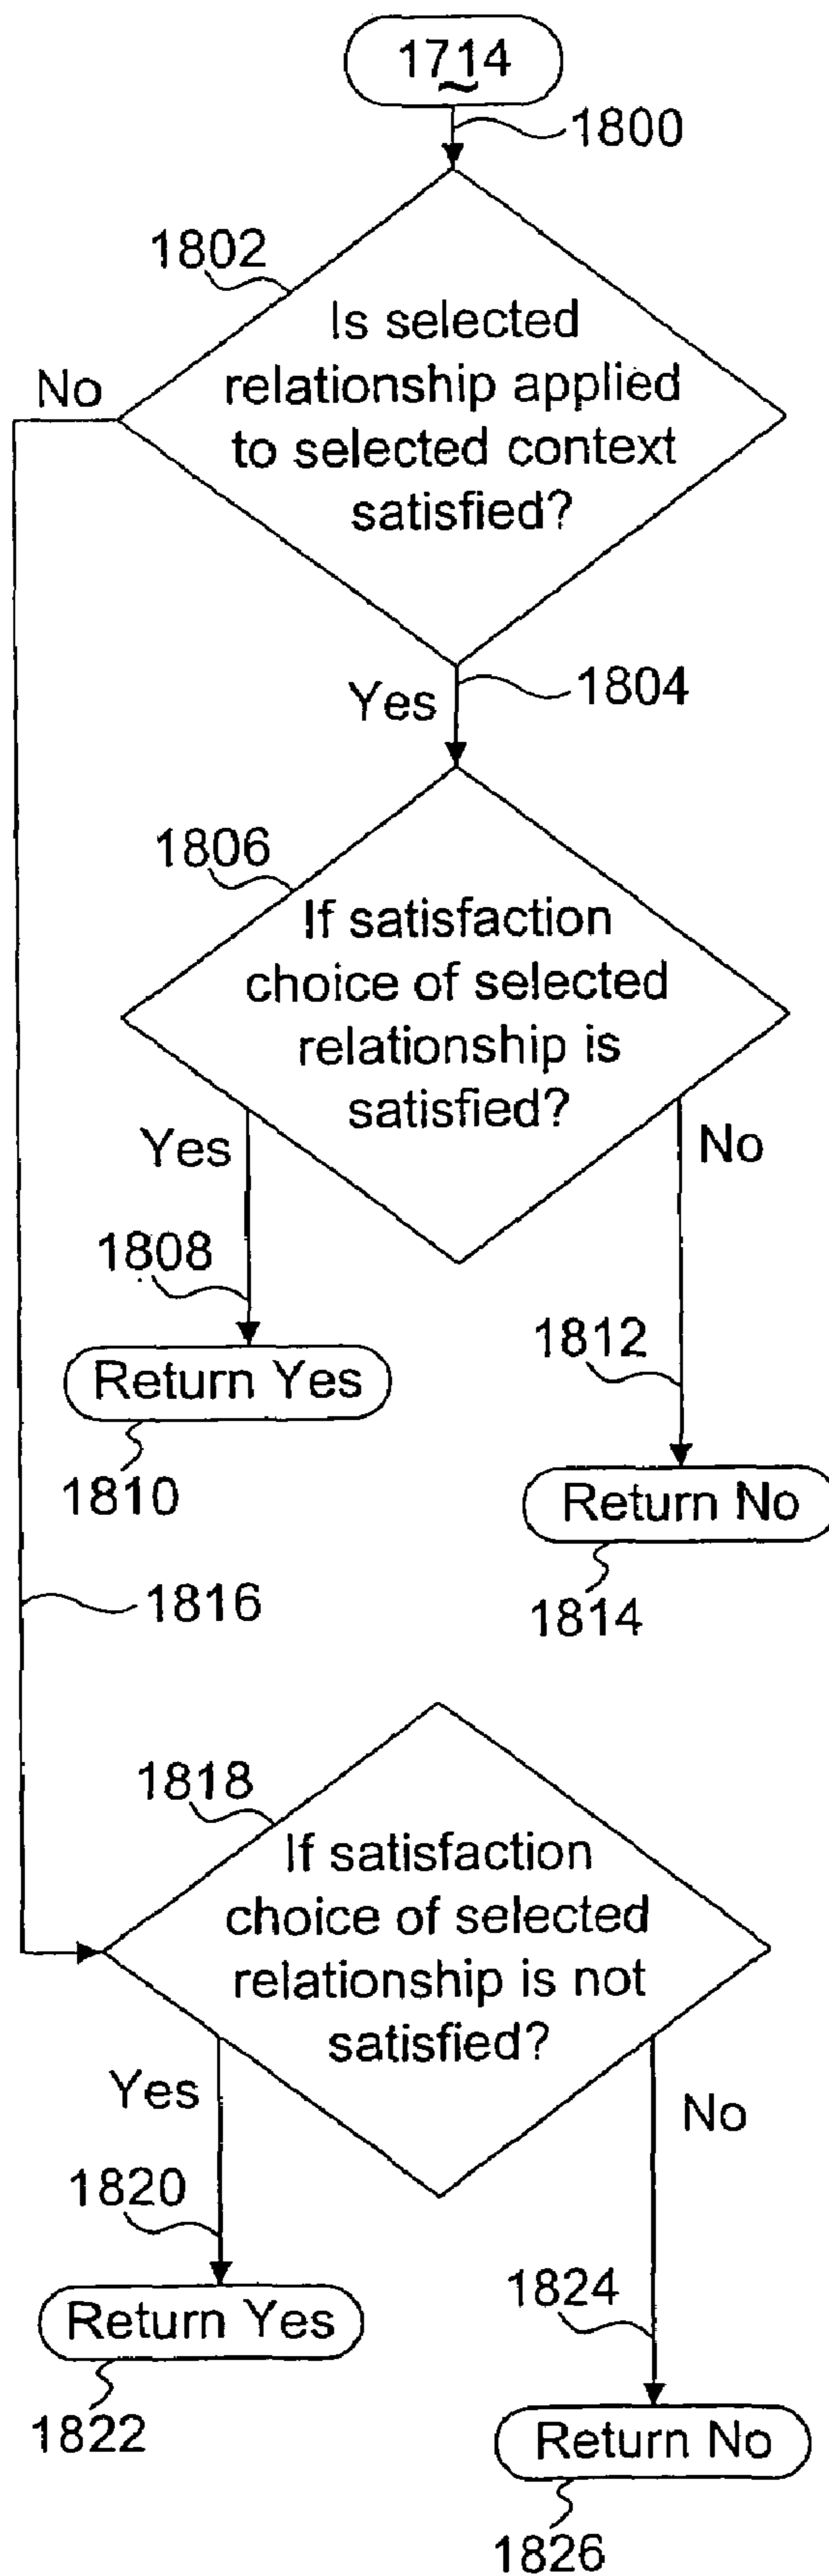 1714
1800
1802
Is selected
relationship applied
to selected context
satisfied?
No
Yes
1804
1806
If satisfaction
choice of selected
relationship is
satisfied?
Yes
No
1808
Return Yes
1810
1812
Return No
1814
1816
1818
If satisfaction
choice of selected
relationship is not
satisfied?
Yes
No
1820
Return Yes
1822
1824
Return No
1826